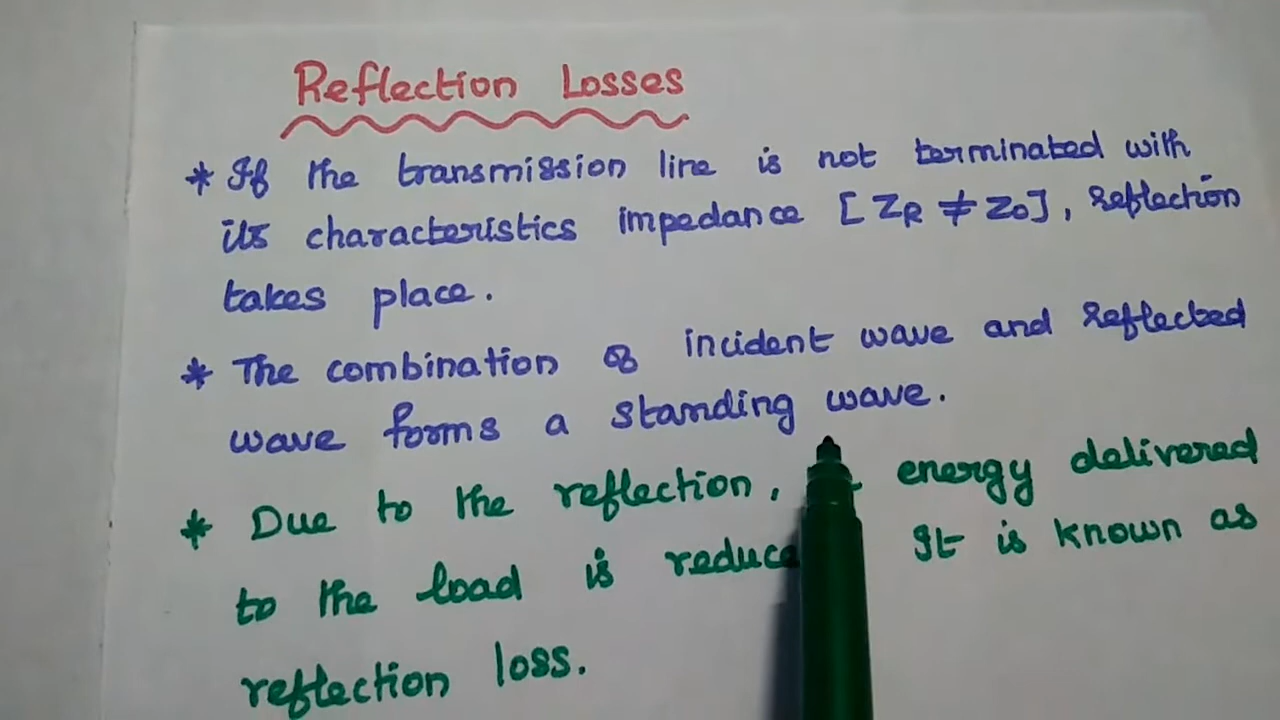 Reflection Losses
* If the transmission line is not terminated with
its characteristics impedance [ZR ≠ Z0], reflection
takes place.
* The combination of incident wave and reflected
wave forms a standing wave.
* Due to the reflection, energy delivered
to the load is reduce It is known as
reflection loss.